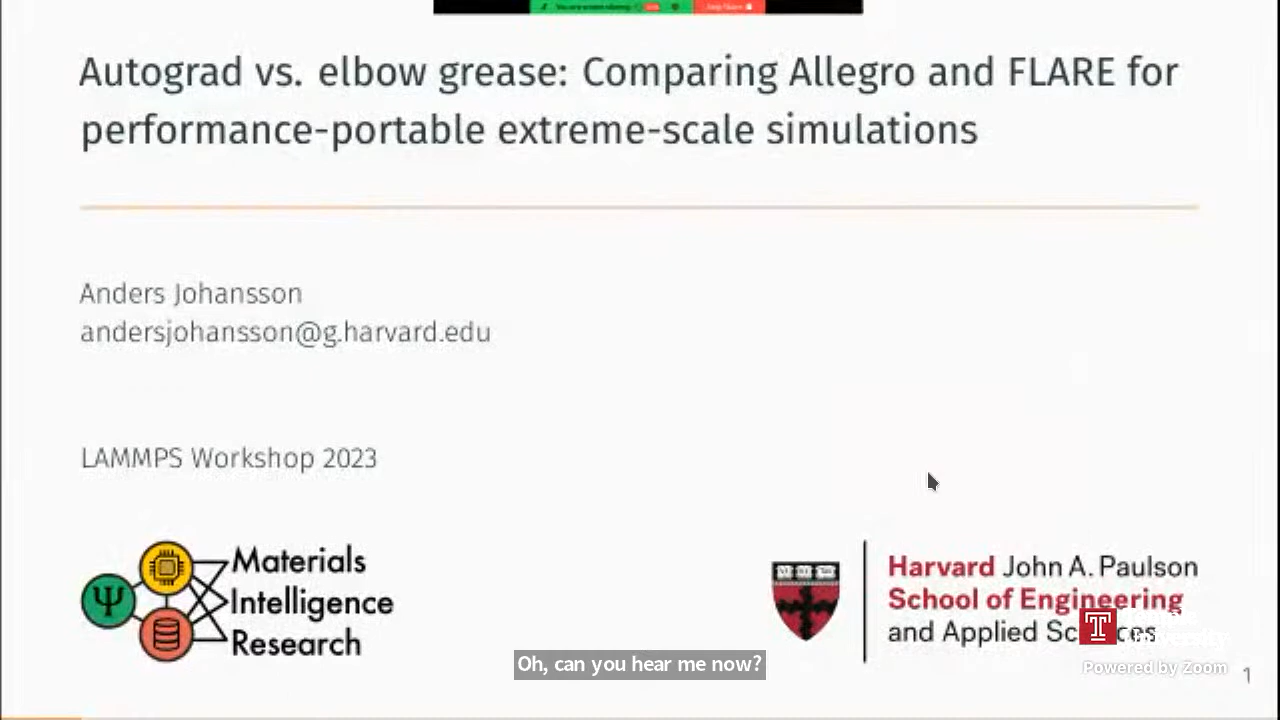 Autograd vs. elbow grease: Comparing Allegro and FLARE for
performance-portable extreme-scale simulations
Anders Johansson
andersjohansson@g.harvard.edu
LAMMPS Workshop 2023
Ψ
Materials
Intelligence
Research
Harvard John A. Paulson
School of Engineering
and Applied
T
University
Powered by Zoom
Oh, can you hear me now?
1